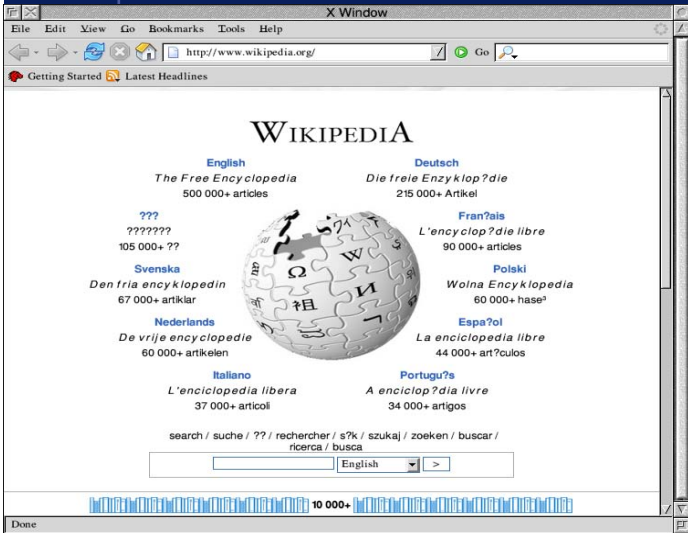 X Window
File Edit View Go Bookmarks Tools Help
http://www.wikipedia.org/ Go
Getting Started Latest Headlines
WIKIPEDIA
English
The Free Encyclopedia
500 000+ articles
Deutsch
Die freie Enzyklop?die
215 000+ Artikel
???
???????
105 000+ ??
Fran?ais
L'encyclop?die libre
90 000+ articles
Svenska
Den fria encyklopedin
67 000+ artiklar
Polski
Wolna Encyklopedia
60 000+ hase³
Nederlands
De vrije encyclopedie
60 000+ artikelen
Espa?ol
La enciclopedia libre
44 000+ art?culos
Italiano
L'enciclopedia libera
37 000+ articoli
Portugu?s
A enciclop?dia livre
34 000+ artigos
Ω W И 祖
search / suche / ?? / rechercher / s?k / szukaj / zoeken / buscar /
ricerca / busca
English >
10 000+
Done